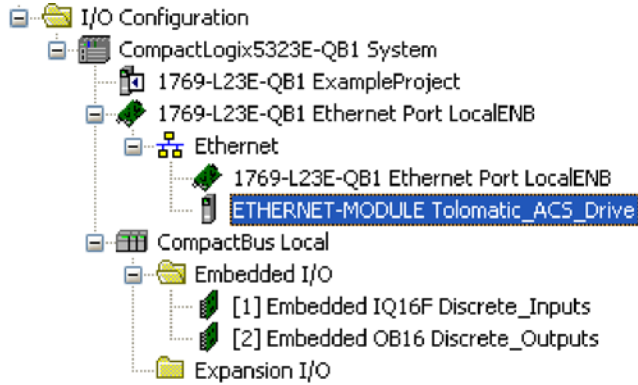 I/O Configuration
CompactLogix5323E-QB1 System
1769-L23E-QB1 ExampleProject
1769-L23E-QB1 Ethernet Port LocalENB
Ethernet
1769-L23E-QB1 Ethernet Port LocalENB
ETHERNET-MODULE Tolomatic_ACS_Drive
CompactBus Local
Embedded I/O
[1] Embedded IQ16F Discrete_Inputs
[2] Embedded OB16 Discrete_Outputs
Expansion I/O